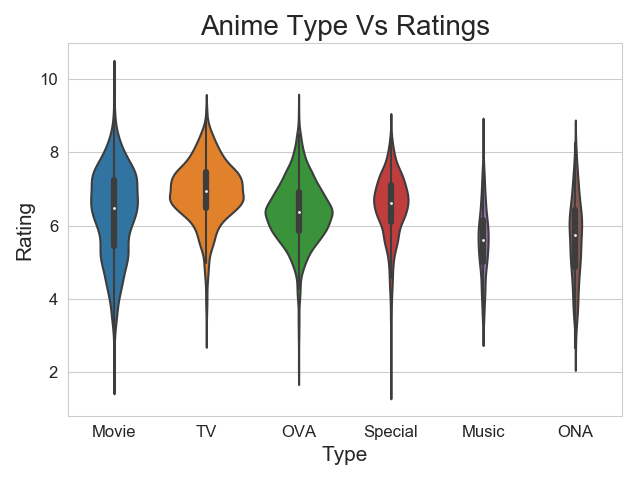 Anime Type Vs Ratings
10
8
6
4
2
Rating
Movie TV OVA Special Music ONA
Type